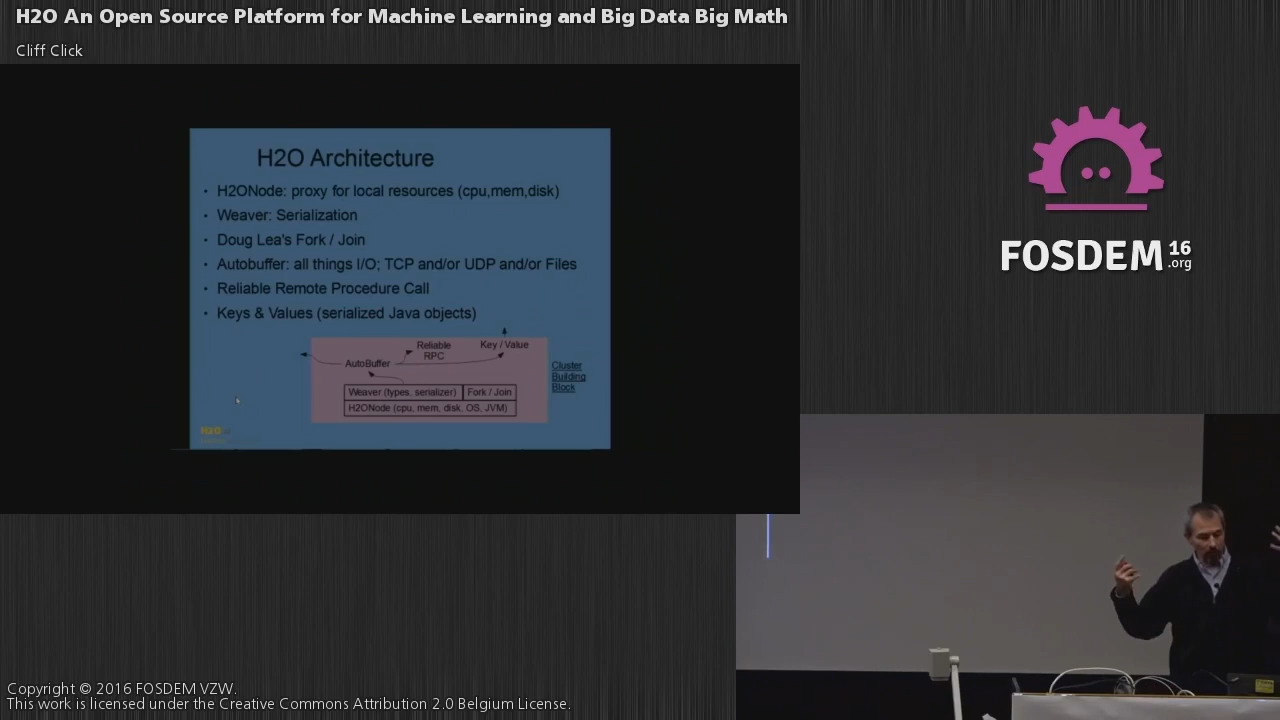 H2O An Open Source Platform for Machine Learning and Big Data Big Math
Cliff Click
H2O Architecture
• H2ONode: proxy for local resources (cpu,mem,disk)
• Weaver: Serialization
• Doug Lea's Fork / Join
• Autobuffer: all things I/O; TCP and/or UDP and/or Files
• Reliable Remote Procedure Call
• Keys & Values (serialized Java objects)
Reliable
RPC
Key / Value
AutoBuffer
Weaver (types, serializer)
Fork / Join
H2ONode (cpu, mem, disk, OS, JVM)
Cluster
Building
Block
H2O
FOSDEM 16 .org
Copyright © 2016 FOSDEM VZW.
This work is licensed under the Creative Commons Attribution 2.0 Belgium License.